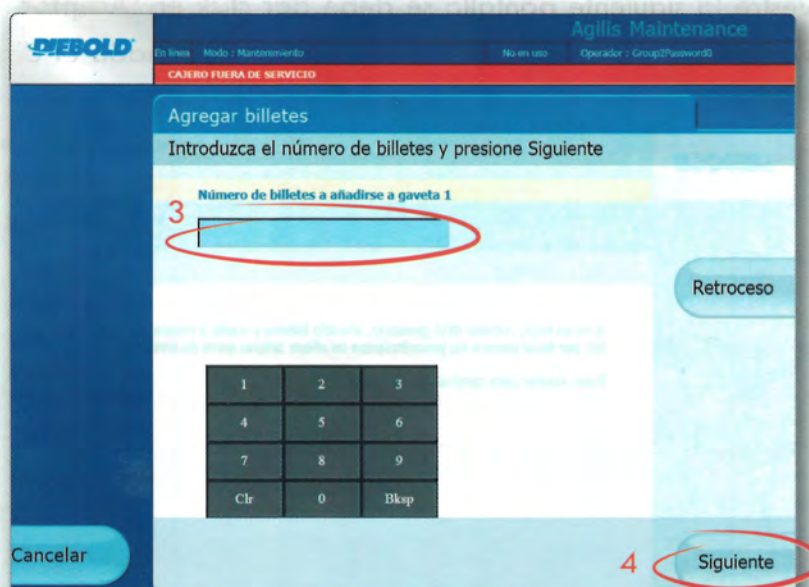 Agilis Maintenance
DIEBOLD
En línea Modo : Mantenimiento No en uso Operador : Group2Password0
CAJERO FUERA DE SERVICIO
Agregar billetes
Introduzca el número de billetes y presione Siguiente
Número de billetes a añadirse a gaveta 1
3
Retroceso
1 2 3
4 5 6
7 8 9
Clr 0 Bksp
Cancelar
4 Siguiente